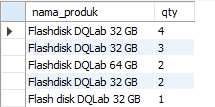 nama_produk qty
Flashdisk DQLab 32 GB 4
Flashdisk DQLab 32 GB 3
Flashdisk DQLab 64 GB 2
Flashdisk DQLab 32 GB 2
Flash disk DQLab 32 GB 1